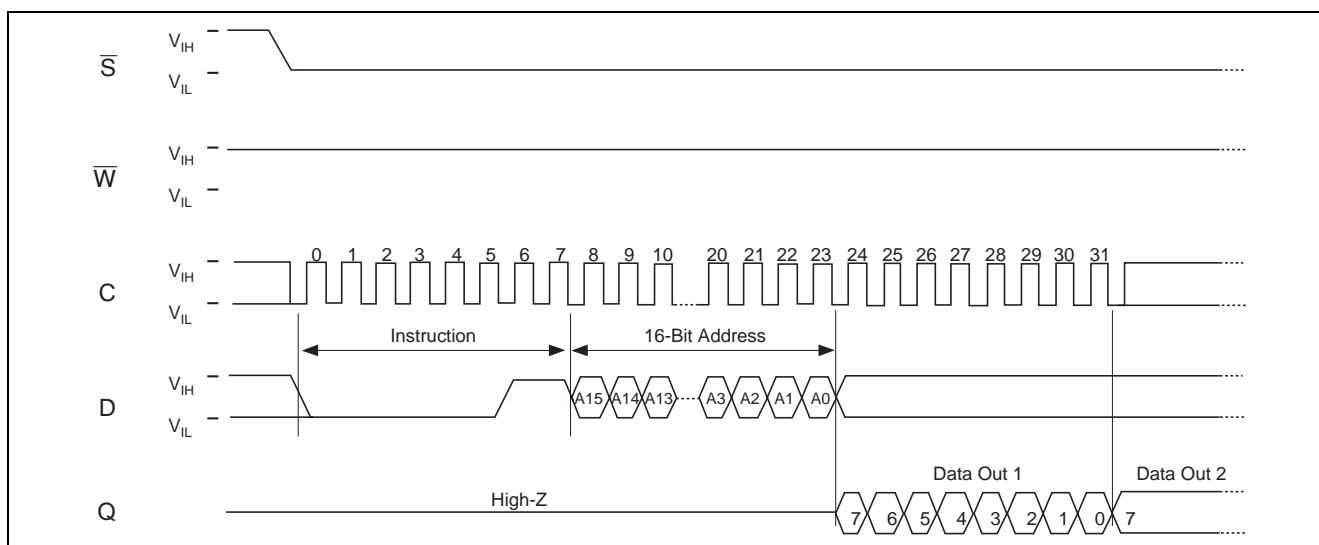 V_IH
S̅
V_IL
V_IH
W̅
V_IL
0 1 2 3 4 5 6 7 8 9 10 20 21 22 23 24 25 26 27 28 29 30 31
V_IH
C
V_IL
Instruction 16-Bit Address
V_IH
D A15 A14 A13 A3 A2 A1 A0
V_IL
Data Out 1 Data Out 2
High-Z
Q 7 6 5 4 3 2 1 0 7